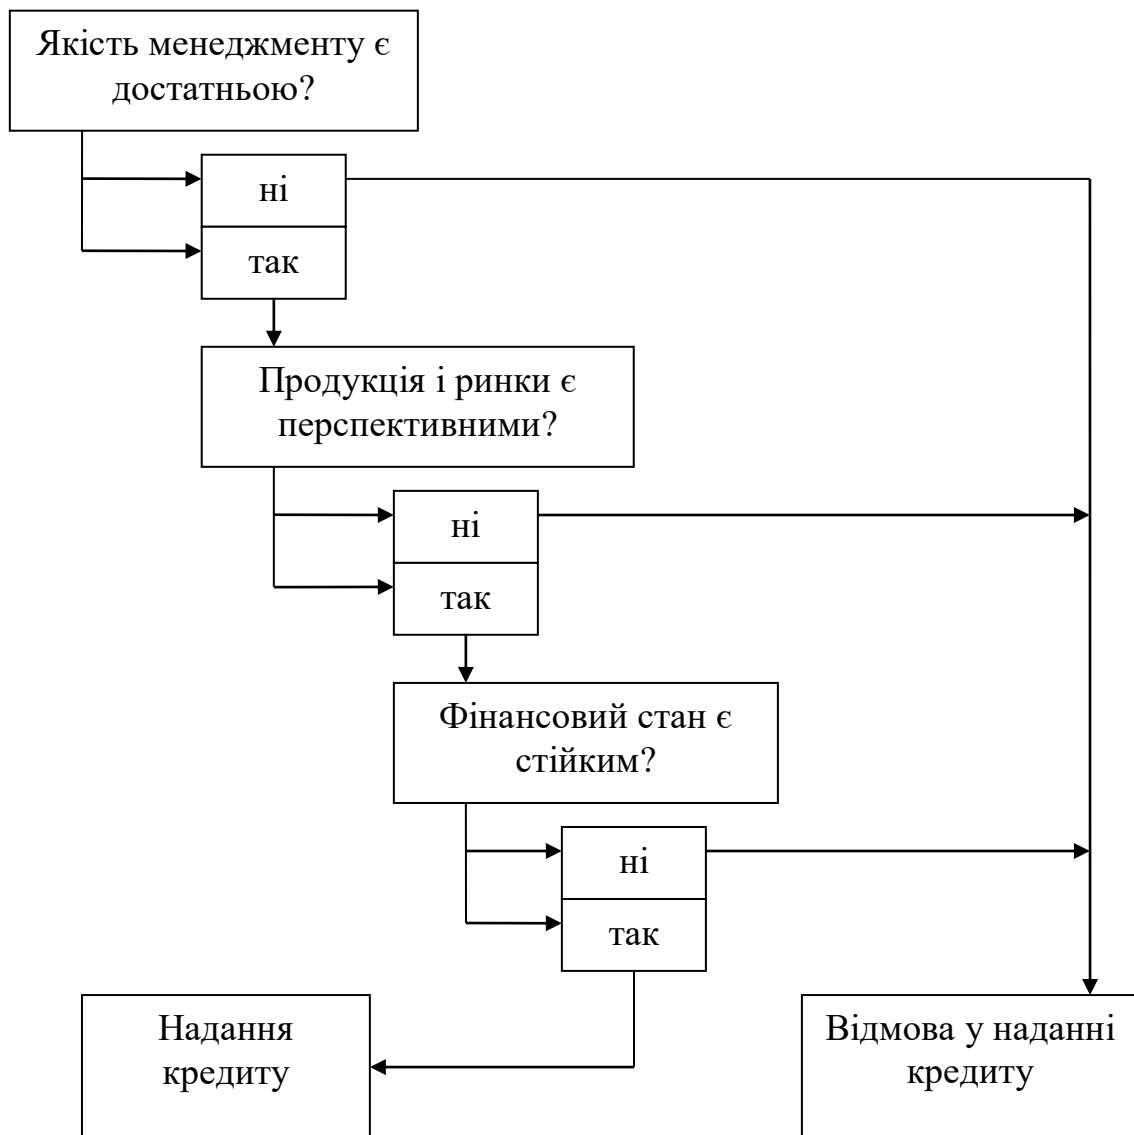 Якість менеджменту є
достатньою?
ні
так
Продукція і ринки є
перспективними?
ні
так
Фінансовий стан є
стійким?
ні
так
Надання
кредиту
Відмова у наданні
кредиту